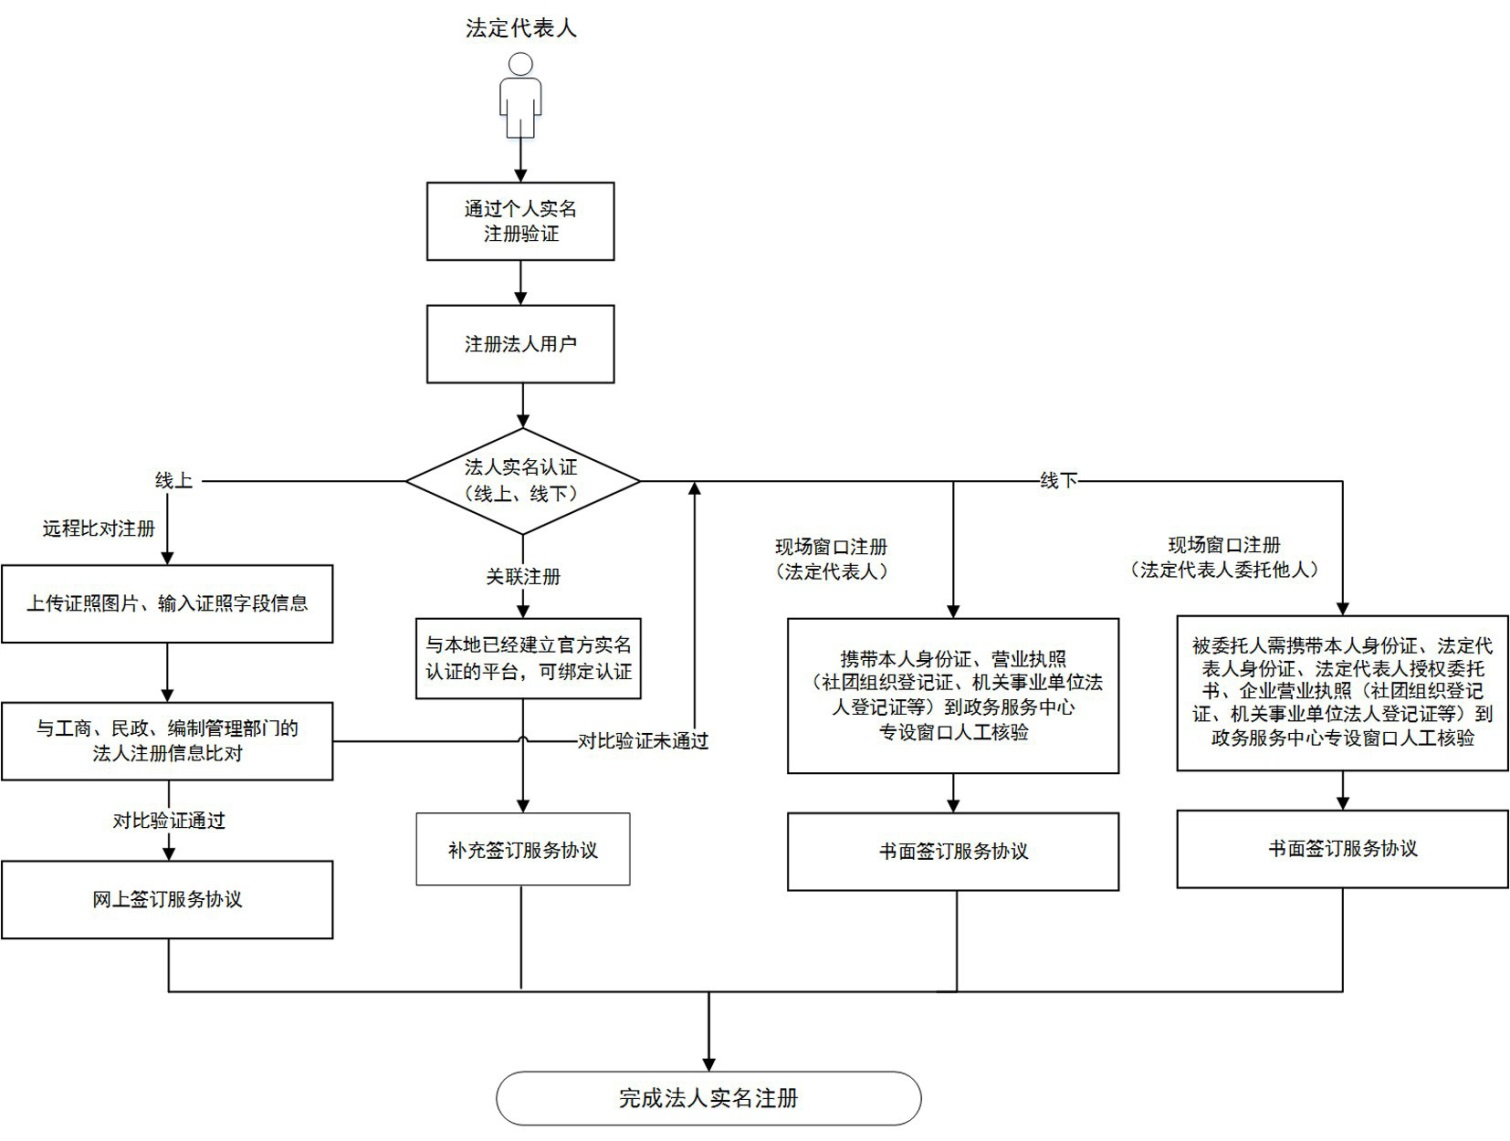 法定代表人
通过个人实名
注册验证
注册法人用户
法人实名认证
（线上、线下）
线上
线下
远程比对注册
关联注册
现场窗口注册
（法定代表人）
现场窗口注册
（法定代表人委托他人）
上传证照图片、输入证照字段信息
与本地已经建立官方实名
认证的平台，可绑定认证
携带本人身份证、营业执照
（社团组织登记证、机关事业单位法
人登记证等）到政务服务中心
专设窗口人工核验
被委托人需携带本人身份证、法定代
表人身份证、法定代表人授权委托
书、企业营业执照（社团组织登记
证、机关事业单位法人登记证等）到
政务服务中心专设窗口人工核验
与工商、民政、编制管理部门的
法人注册信息比对
对比验证未通过
对比验证通过
补充签订服务协议
书面签订服务协议
书面签订服务协议
网上签订服务协议
完成法人实名注册